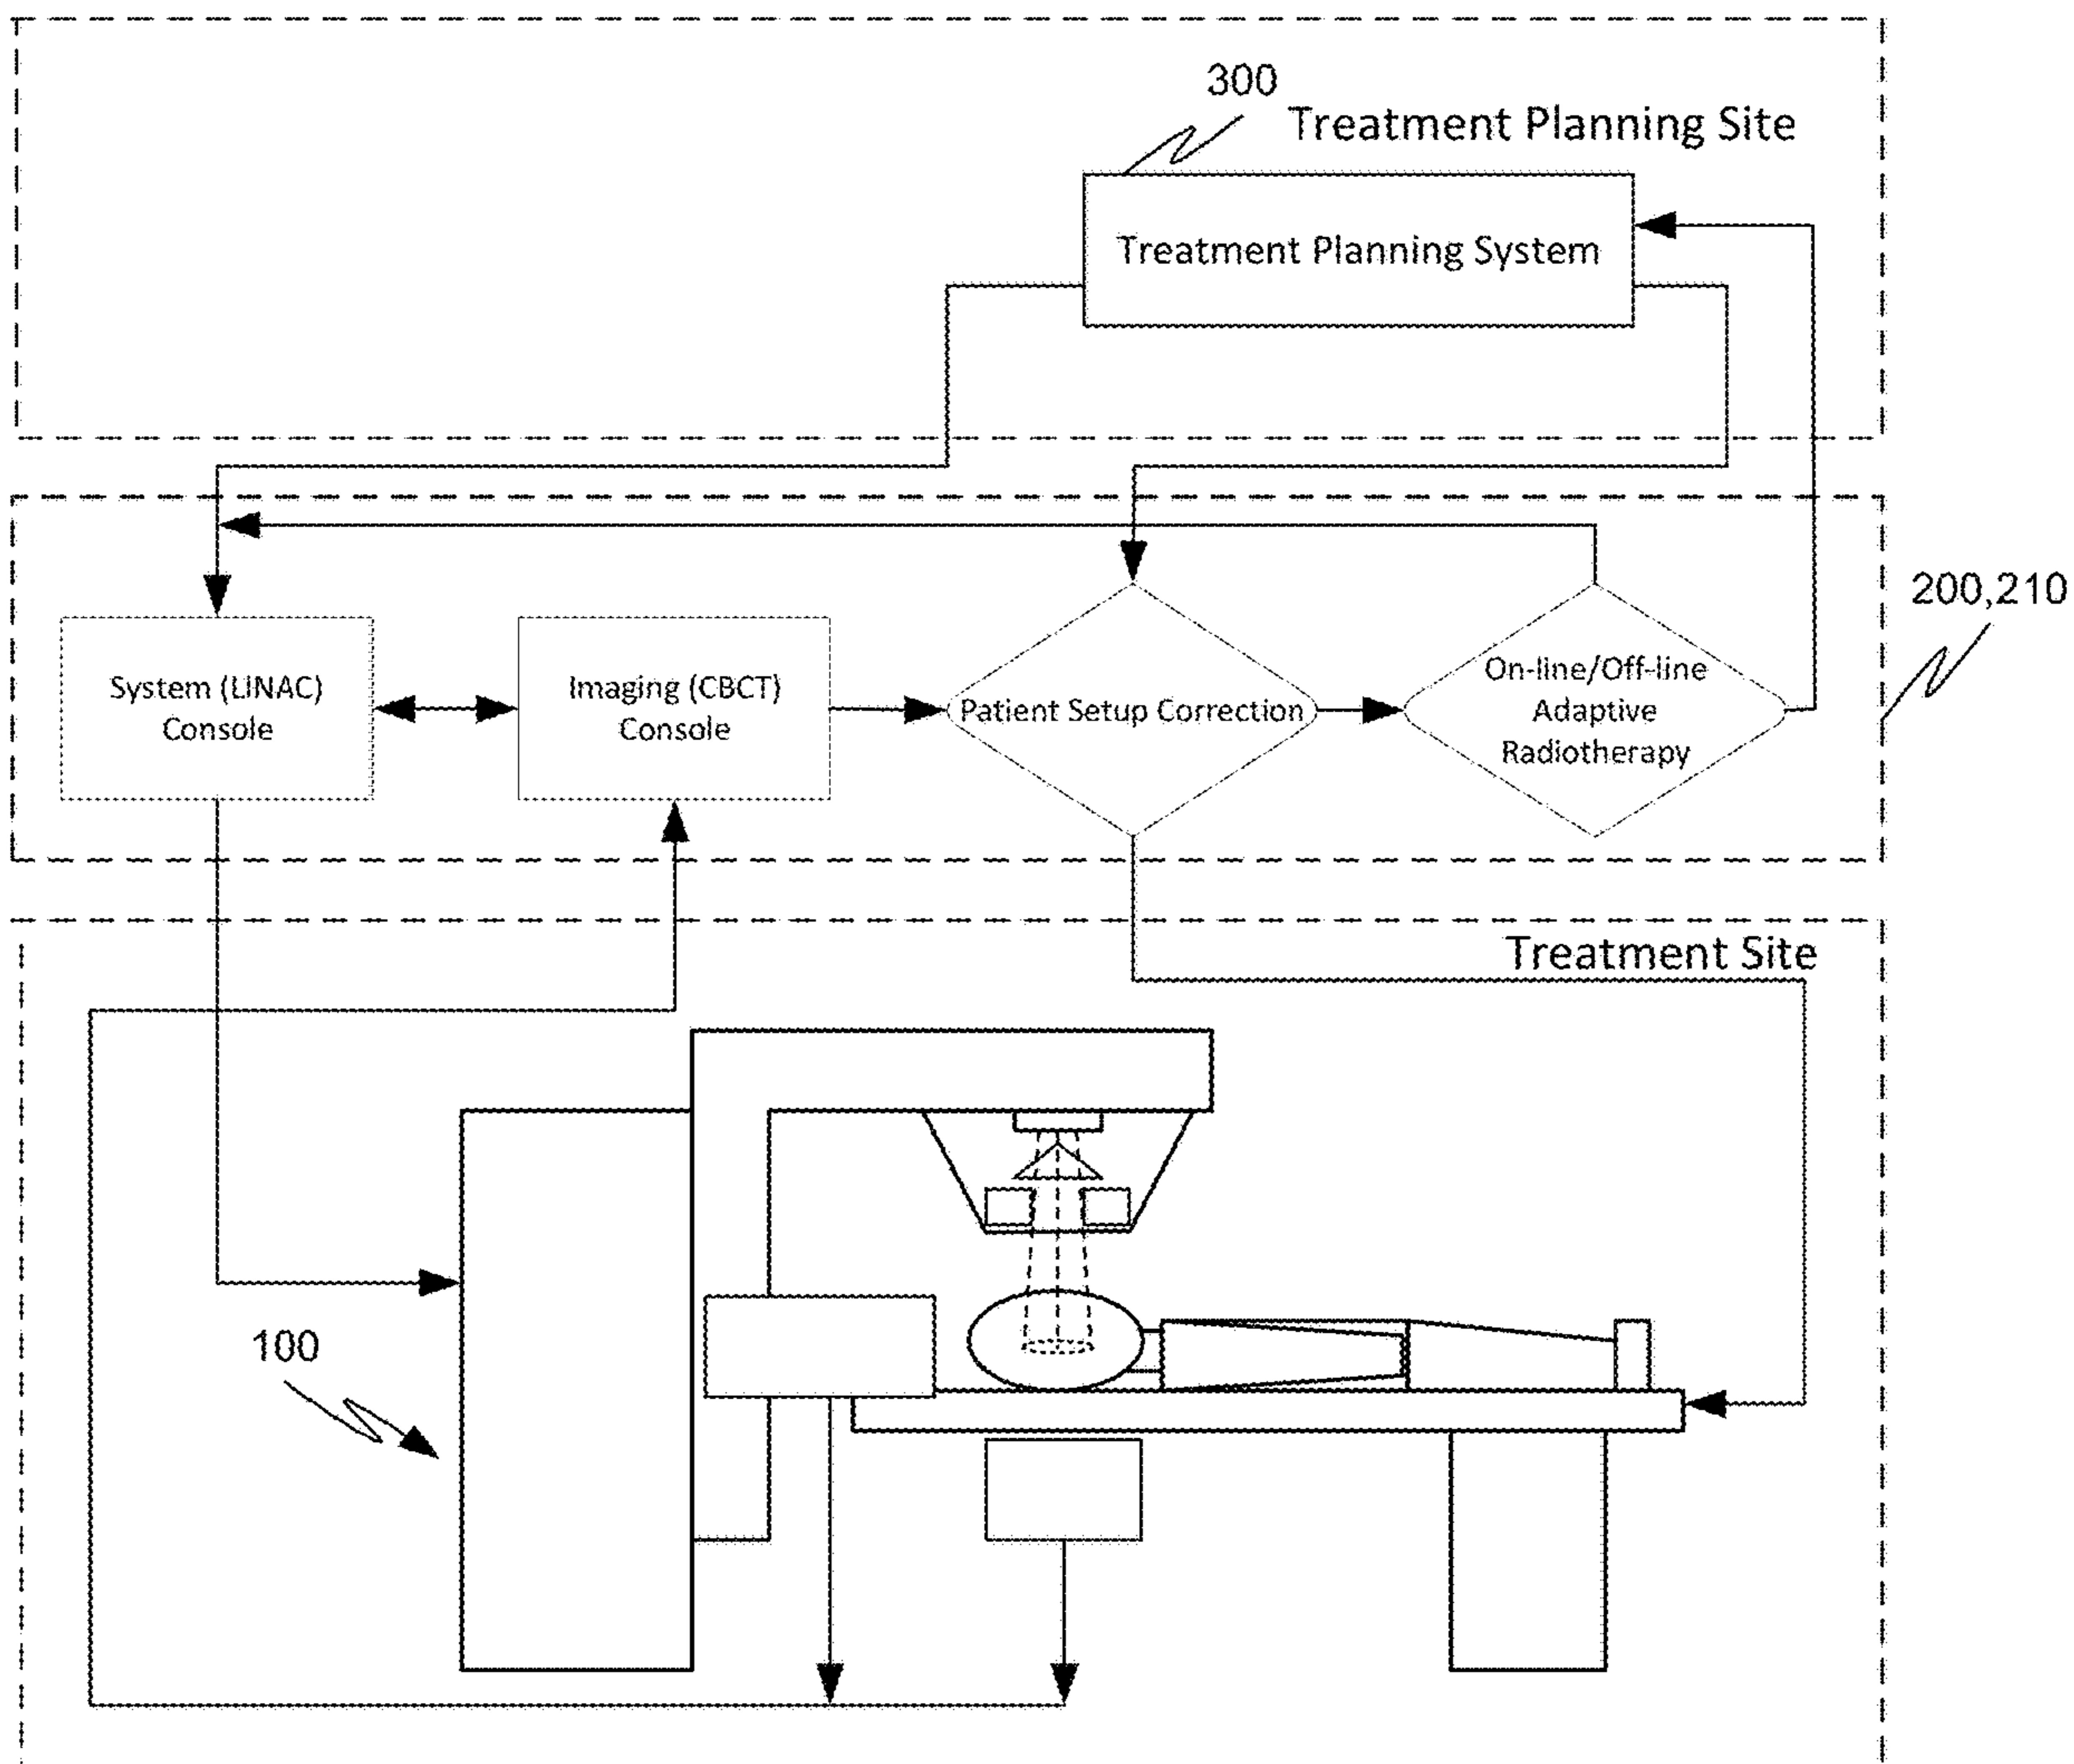 300
Treatment Planning Site
Treatment Planning System
200,210
System (LINAC)
Console
Imaging (CBCT)
Console
Patient Setup Correction
On-line/Off-line
Adaptive
Radiotherapy
Treatment Site
100